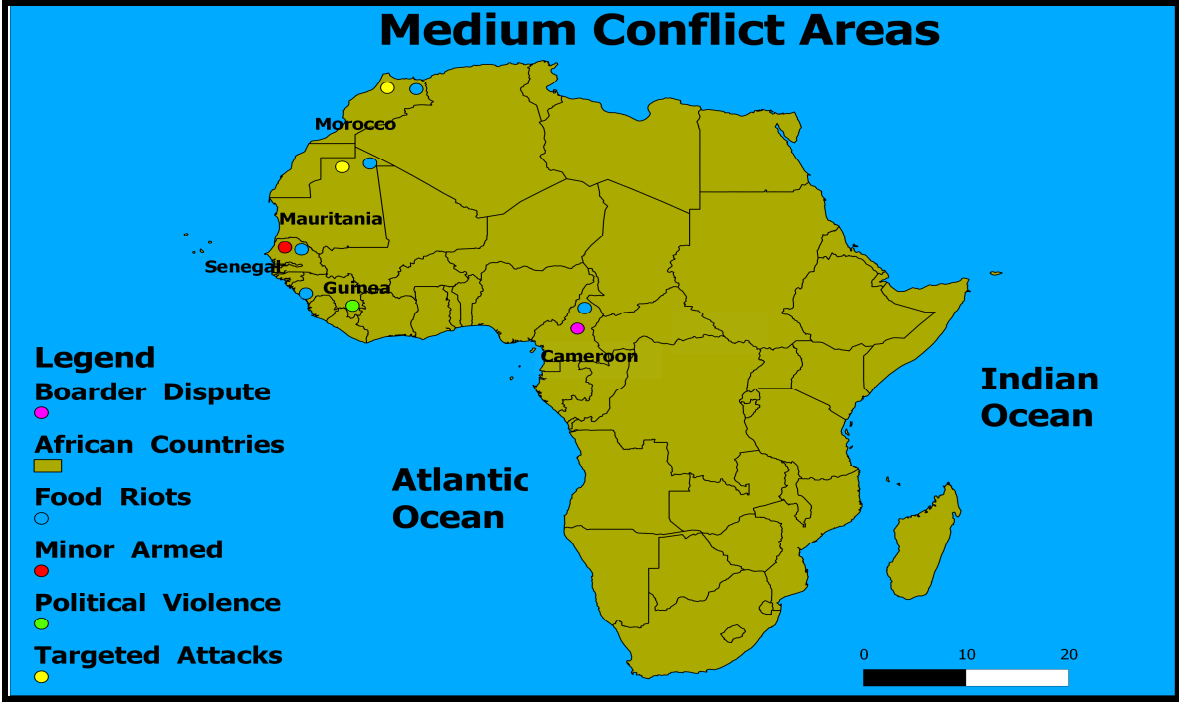 Medium Conflict Areas
Morocco
Mauritania
Senegal
Guinea
Cameroon
Legend
Boarder Dispute
African Countries
Food Riots
Minor Armed
Political Violence
Targeted Attacks
Atlantic
Ocean
Indian
Ocean
0 10 20